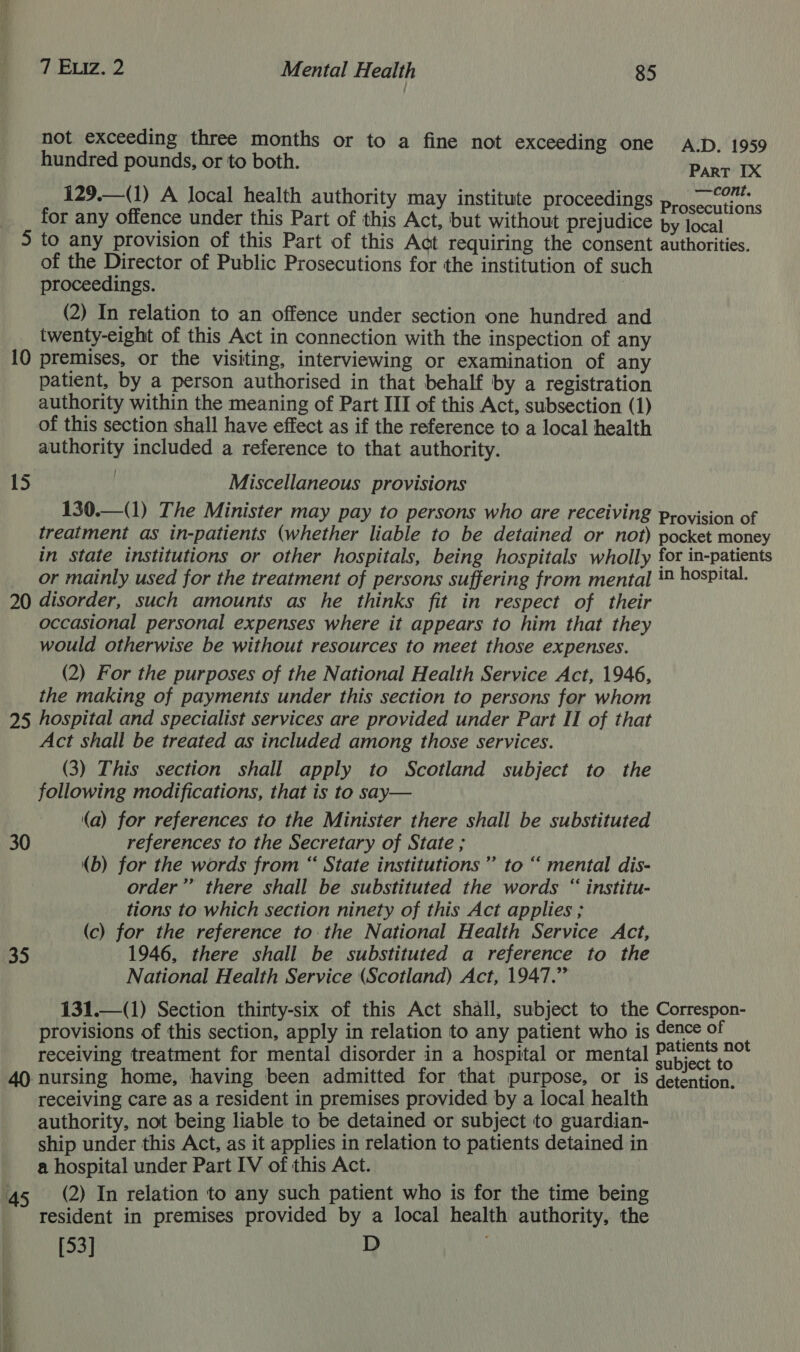 7 ELIZ. 2 Mental Health 85
not exceeding three months or to a fine not exceeding one A.D. 1959
hundred pounds, or to both. PART IX
—cont.
129.—(1) A local health authority may institute proceedings Prosecutions
for any offence under this Part of this Act, but without prejudice by local
5 to any provision of this Part of this Act requiring the consent authorities.
of the Director of Public Prosecutions for the institution of such
proceedings.
(2) In relation to an offence under section one hundred and
twenty-eight of this Act in connection with the inspection of any
10 premises, or the visiting, interviewing or examination of any
patient, by a person authorised in that behalf by a registration
authority within the meaning of Part III of this Act, subsection (1)
of this section shall have effect as if the reference to a local health
authority included a reference to that authority.
15 Miscellaneous provisions
130.—(1) The Minister may pay to persons who are receiving Provision of
treatment as in-patients (whether liable to be detained or not) pocket money
in state institutions or other hospitals, being hospitals wholly for in-patients
or mainly used for the treatment of persons suffering from mental in hospital.
20 disorder, such amounts as he thinks fit in respect of their
occasional personal expenses where it appears to him that they
would otherwise be without resources to meet those expenses.
(2) For the purposes of the National Health Service Act, 1946,
the making of payments under this section to persons for whom
25 hospital and specialist services are provided under Part II of that
Act shall be treated as included among those services.
(3) This section shall apply to Scotland subject to the
following modifications, that is to say—
(a) for references to the Minister there shall be substituted
30 references to the Secretary of State ;
(b) for the words from “ State institutions ” to “ mental dis-
order ” there shall be substituted the words “ institu-
tions to which section ninety of this Act applies ;
(c) for the reference to the National Health Service Act,
35 1946, there shall be substituted a reference to the
National Health Service (Scotland) Act, 1947.”
131.—(1) Section thirty-six of this Act shall, subject to the Correspon-
provisions of this section, apply in relation to any patient who is dence of
receiving treatment for mental disorder in a hospital or mental patients not
subject to
40 nursing home, having been admitted for that purpose, or is detention.
receiving care as a resident in premises provided by a local health
authority, not being liable to be detained or subject to guardian-
ship under this Act, as it applies in relation to patients detained in
a hospital under Part IV of this Act.
45 (2) In relation to any such patient who is for the time being
resident in premises provided by a local health authority, the
[53] D